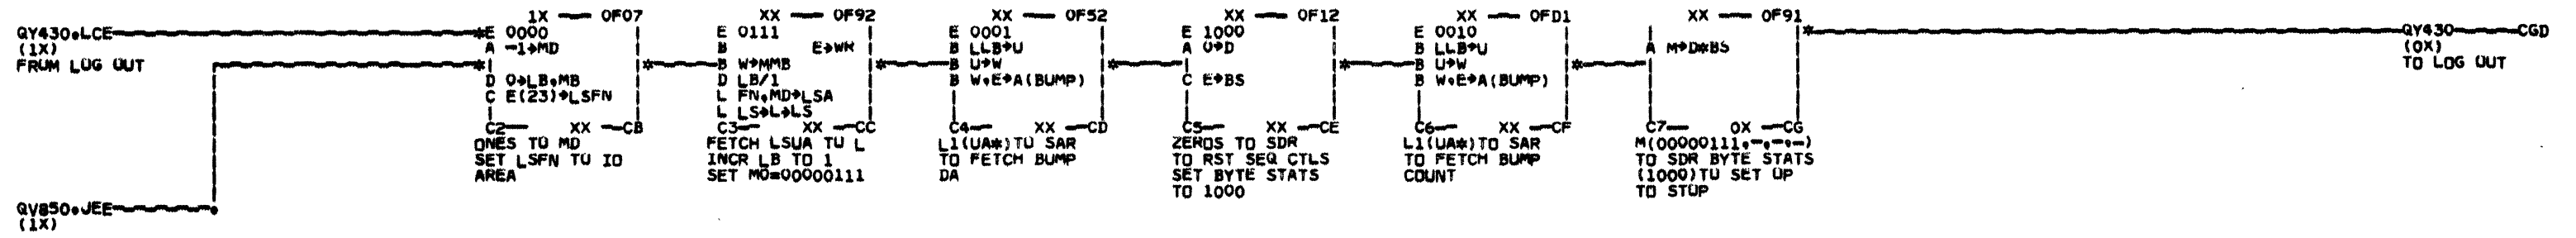 QY430.LCE
(1X)
FROM LOG OUT
QV850.JEE
(1X)
1X — 0F07
*E 0000
A -1→MD
*
D 0→LB,MB
C E(23)→LSFN
C2— XX —CB
ONES TO MD
SET LSFN TO IO
AREA
XX — 0F92
E 0111
B E→WR
*B W→MMB
D LB/1
L FN,MD→LSA
L LS→L→LS
C3— XX —CC
FETCH LSUA TO L
INCR LB TO 1
SET M0=00000111
XX — 0F52
E 0001
B LLB→U
*B U→W
B W,E→A(BUMP)
C4— XX —CD
L1(UA*)TO SAR
TO FETCH BUMP
DA
XX — 0F12
E 1000
A 0→D
*
C E→BS
C5— XX —CE
ZEROS TO SDR
TO RST SEQ CTLS
SET BYTE STATS
TO 1000
XX — 0FD1
E 0010
B LLB→U
*B U→W
B W,E→A(BUMP)
C6— XX —CF
L1(UA*)TO SAR
TO FETCH BUMP
COUNT
XX — 0F91
*
A M→D*BS
*
C7— 0X —CG
M(00000111,-,-,-)
TO SDR BYTE STATS
(1000)TO SET UP
TO STOP
QY430 — CGD
(0X)
TO LOG OUT